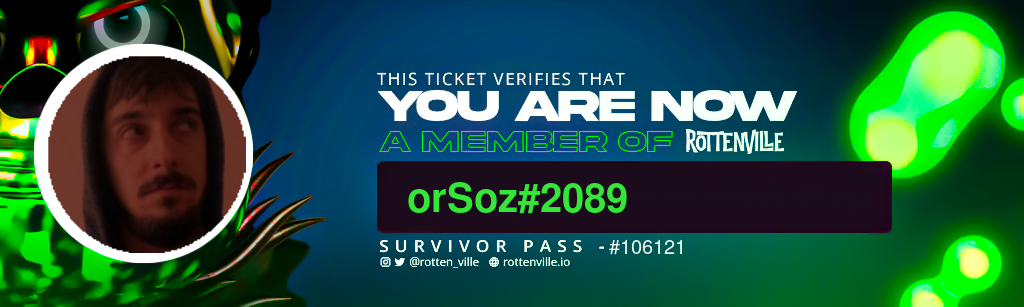 THIS TICKET VERIFIES THAT
YOU ARE NOW
A MEMBER OF ROTTENVILLE
orSoz#2089
SURVIVOR PASS - #106121
@rotten_ville rottenville.io